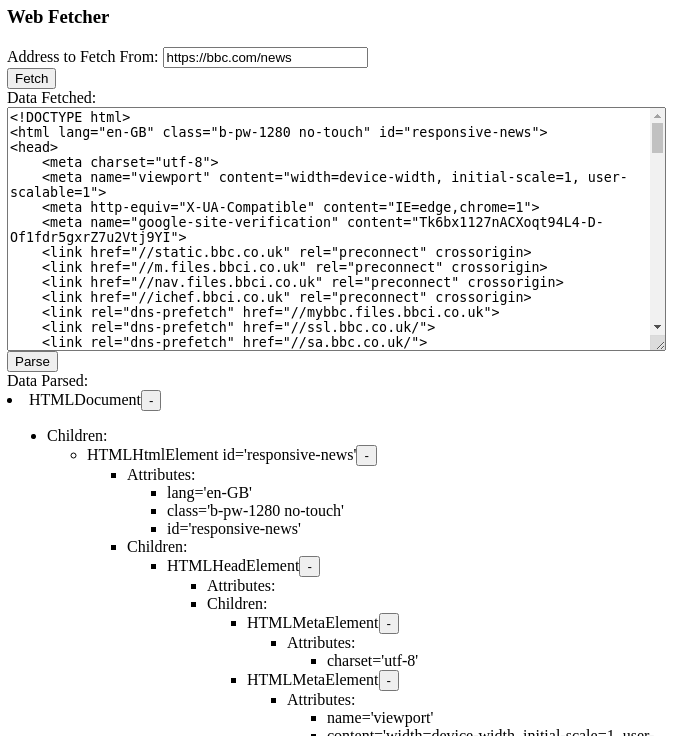 Web Fetcher
Address to Fetch From: https://bbc.com/news
Fetch
Data Fetched:
<!DOCTYPE html>
<html lang="en-GB" class="b-pw-1280 no-touch" id="responsive-news">
<head>
    <meta charset="utf-8">
    <meta name="viewport" content="width=device-width, initial-scale=1, user-
scalable=1">
    <meta http-equiv="X-UA-Compatible" content="IE=edge,chrome=1">
    <meta name="google-site-verification" content="Tk6bx1127nACXoqt94L4-D-
Of1fdr5gxrZ7u2Vtj9YI">
    <link href="//static.bbc.co.uk" rel="preconnect" crossorigin>
    <link href="//m.files.bbci.co.uk" rel="preconnect" crossorigin>
    <link href="//nav.files.bbci.co.uk" rel="preconnect" crossorigin>
    <link href="//ichef.bbci.co.uk" rel="preconnect" crossorigin>
    <link rel="dns-prefetch" href="//mybbc.files.bbci.co.uk">
    <link rel="dns-prefetch" href="//ssl.bbc.co.uk/">
    <link rel="dns-prefetch" href="//sa.bbc.co.uk/">
Parse
Data Parsed:
HTMLDocument -
Children:
HTMLHtmlElement id='responsive-news' -
Attributes:
lang='en-GB'
class='b-pw-1280 no-touch'
id='responsive-news'
Children:
HTMLHeadElement -
Attributes:
Children:
HTMLMetaElement -
Attributes:
charset='utf-8'
HTMLMetaElement -
Attributes:
name='viewport'
content='width=device-width, initial-scale=1, user-